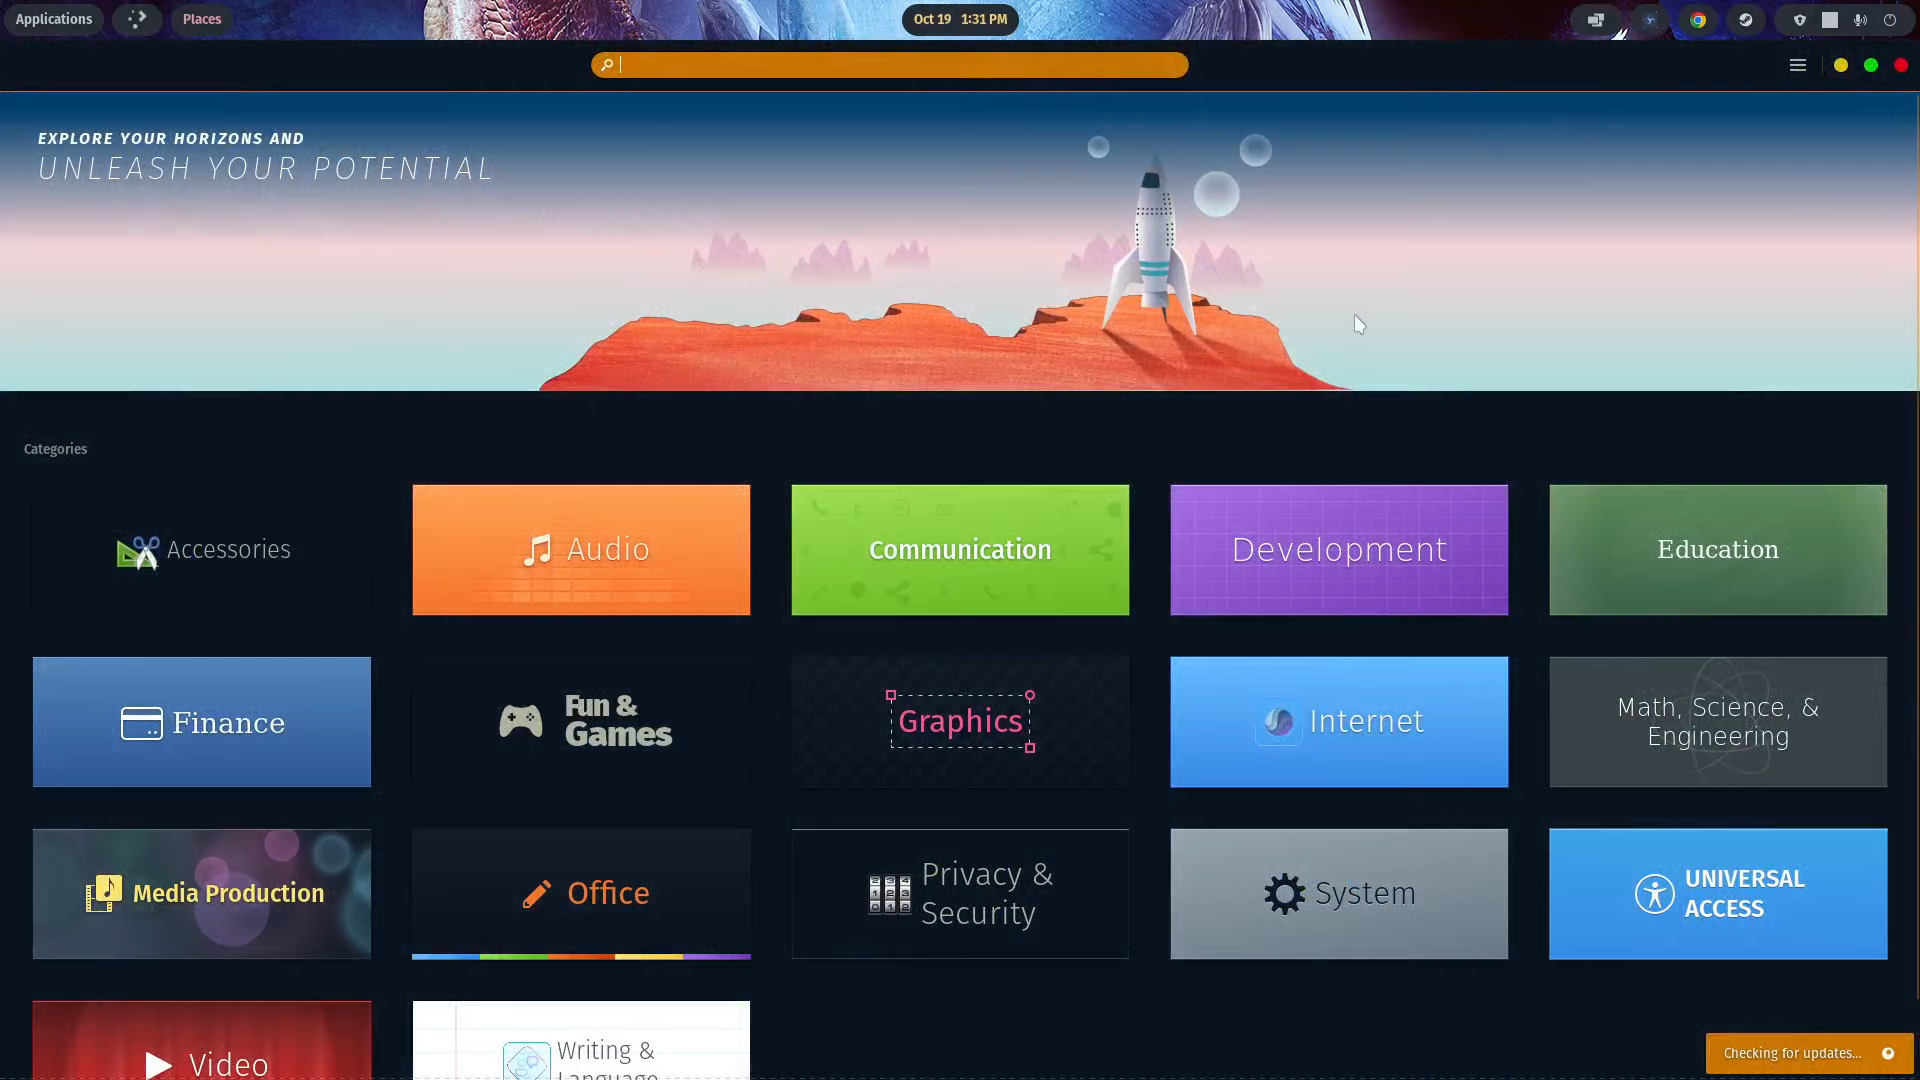 Applications
Places
Oct 19 1:31 PM
EXPLORE YOUR HORIZONS AND
UNLEASH YOUR POTENTIAL
Categories
Accessories
Audio
Communication
Development
Education
Finance
Fun &
Games
Graphics
Internet
Math, Science, &
Engineering
Media Production
Office
Privacy &
Security
System
UNIVERSAL
ACCESS
Video
Writing &
Language
Checking for updates...